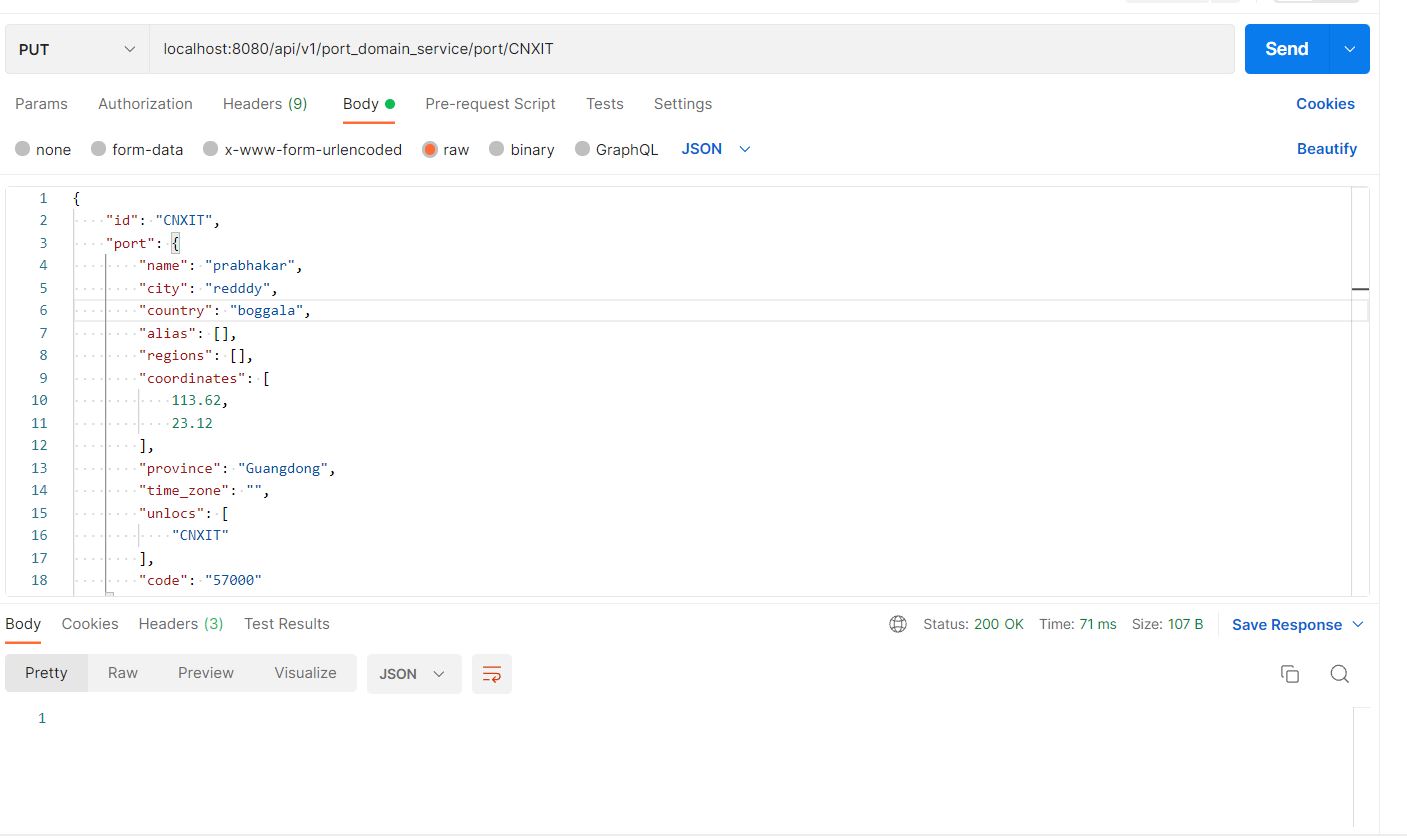 PUT localhost:8080/api/v1/port_domain_service/port/CNXIT Send
Params Authorization Headers (9) Body Pre-request Script Tests Settings Cookies
none form-data x-www-form-urlencoded raw binary GraphQL JSON Beautify
1 {
2 "id": "CNXIT",
3 "port": {
4 "name": "prabhakar",
5 "city": "redddy",
6 "country": "boggala",
7 "alias": [],
8 "regions": [],
9 "coordinates": [
10 113.62,
11 23.12
12 ],
13 "province": "Guangdong",
14 "time_zone": "",
15 "unlocs": [
16 "CNXIT"
17 ],
18 "code": "57000"
Body Cookies Headers (3) Test Results Status: 200 OK Time: 71 ms Size: 107 B Save Response
Pretty Raw Preview Visualize JSON
1